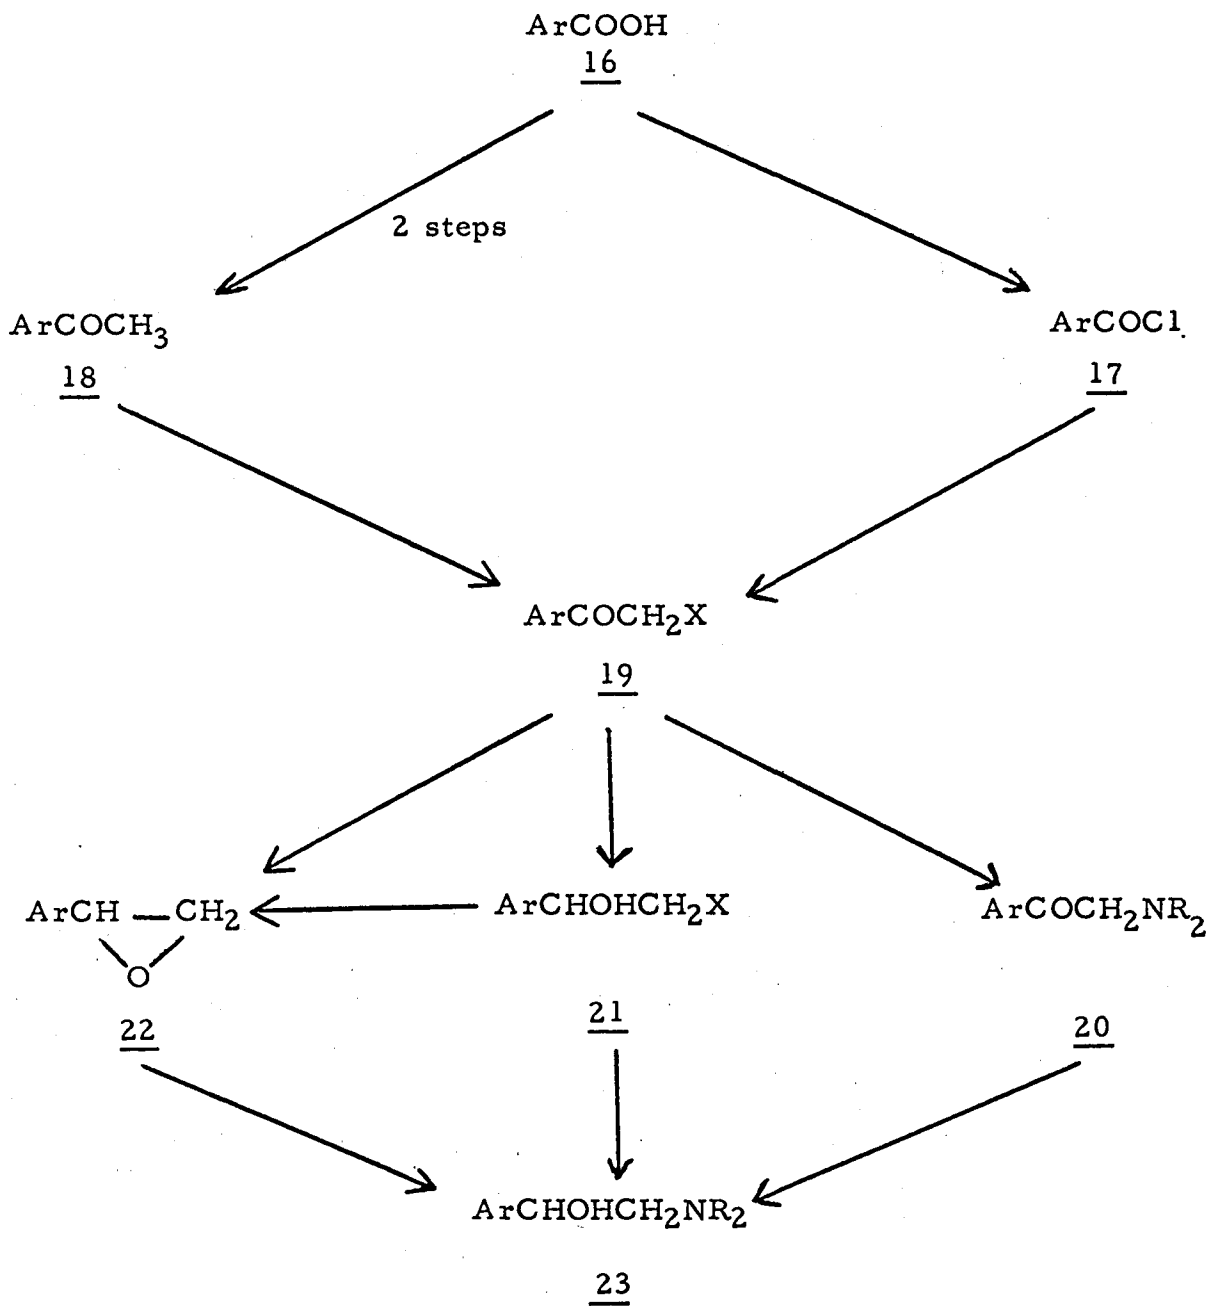 ArCOOH
16
2 steps
ArCOCH3
ArCOCl.
18
17
ArCOCH2X
19
ArCH — CH2
O
ArCHOHCH2X
ArCOCH2NR2
22
21
20
ArCHOHCH2NR2
23